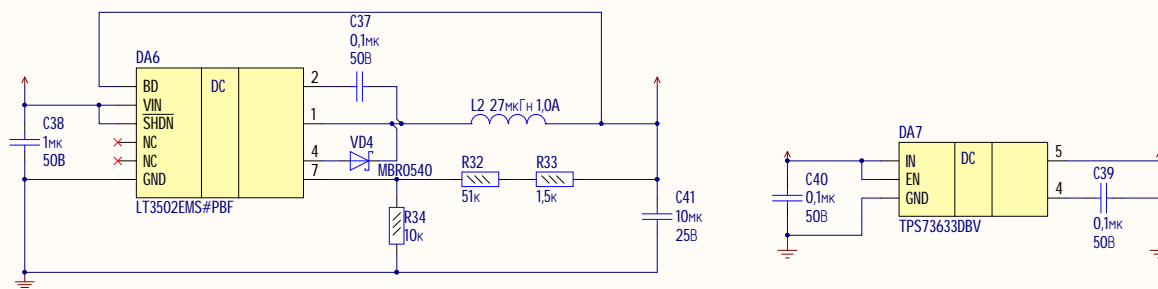 C37
0,1мк
50В
DA6
BD
VIN
SHDN
NC
NC
GND
DC
2
1
4
7
LT3502EMS#PBF
C38
1мк
50В
VD4
MBR0540
L2 27мкГн 1,0А
R32
51к
R33
1,5к
R34
10к
C41
10мк
25В
DA7
IN
EN
GND
DC
5
4
TPS73633DBV
C40
0,1мк
50В
C39
0,1мк
50В